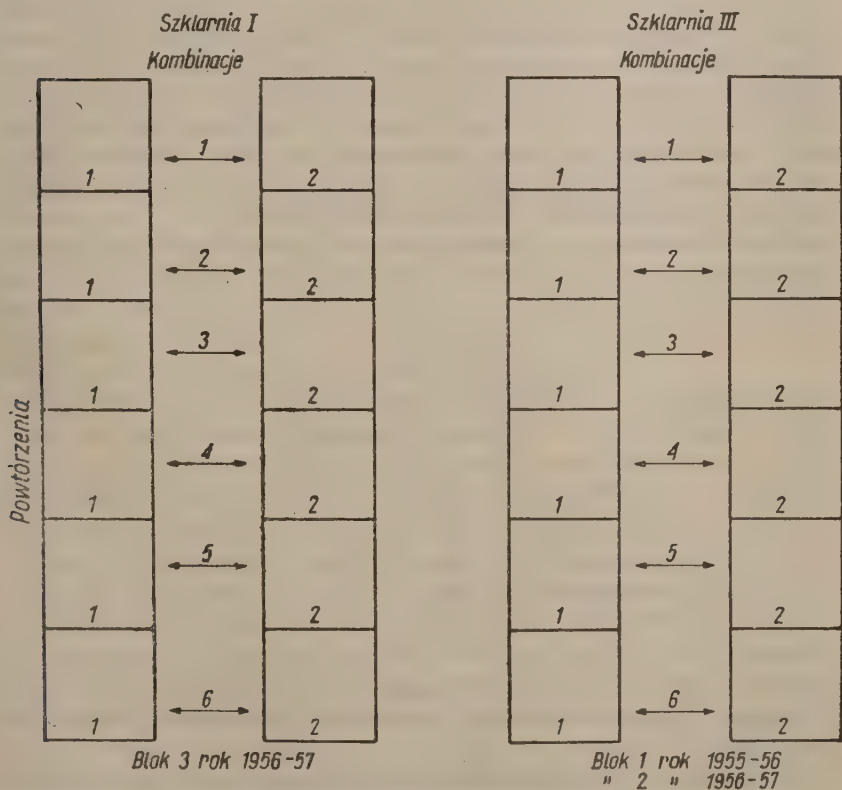 Szklarnia I
Kombinacje
Szklarnia III
Kombinacje
Powtórzenia
1 1 2
1 2 2
1 3 2
1 4 2
1 5 2
1 6 2
Blok 3 rok 1956-57
1 1 2
1 2 2
1 3 2
1 4 2
1 5 2
1 6 2
Blok 1 rok 1955-56
" 2 " 1956-57